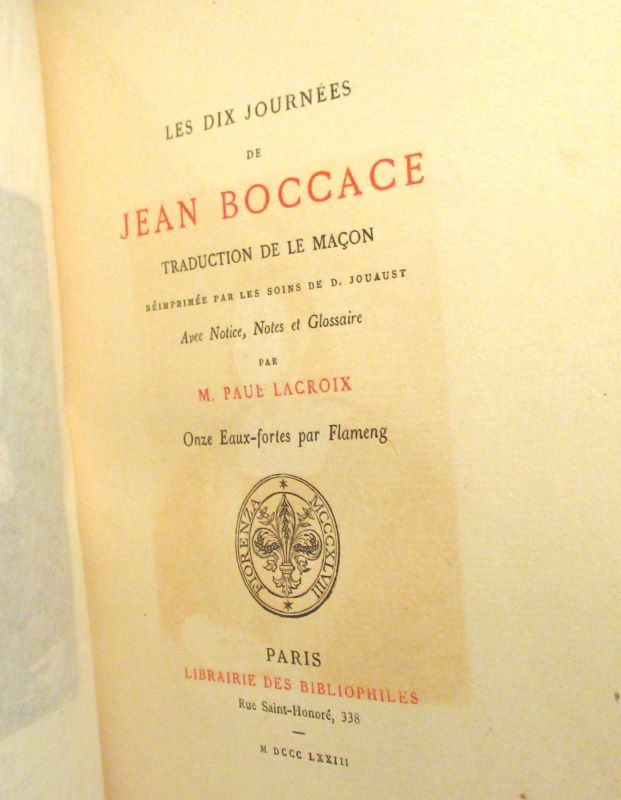 LES DIX JOURNÉES
DE
JEAN BOCCACE
TRADUCTION DE LE MAÇON
RÉIMPRIMÉE PAR LES SOINS DE D. JOUAUST
Avec Notice, Notes et Glossaire
PAR
M. PAUL LACROIX
Onze Eaux-fortes par Flameng
FIORENZA MCCCXLVIII
PARIS
LIBRAIRIE DES BIBLIOPHILES
Rue Saint-Honoré, 338
M DCCC LXXIII